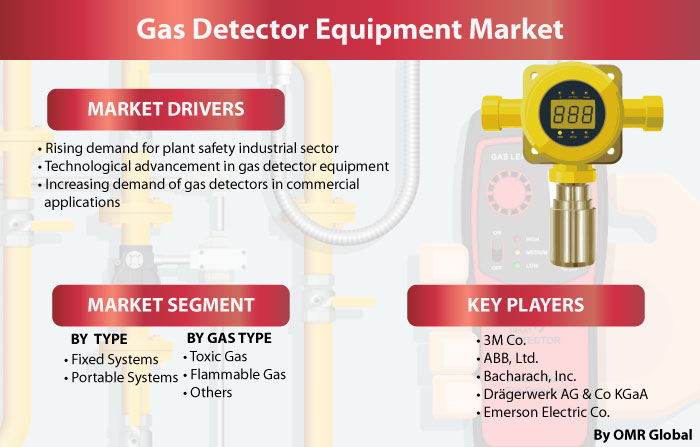 Gas Detector Equipment Market
MARKET DRIVERS
• Rising demand for plant safety industrial sector
• Technological advancement in gas detector equipment
• Increasing demand of gas detectors in commercial
applications
888
GAS LEA
ON
OFF
HIGH
MEDIUM
LOW
MARKET SEGMENT
BY TYPE
• Fixed Systems
• Portable Systems
BY GAS TYPE
• Toxic Gas
• Flammable Gas
• Others
KEY PLAYERS
• 3M Co.
• ABB, Ltd.
• Bacharach, Inc.
• Drägerwerk AG & Co KGaA
• Emerson Electric Co.
By OMR Global